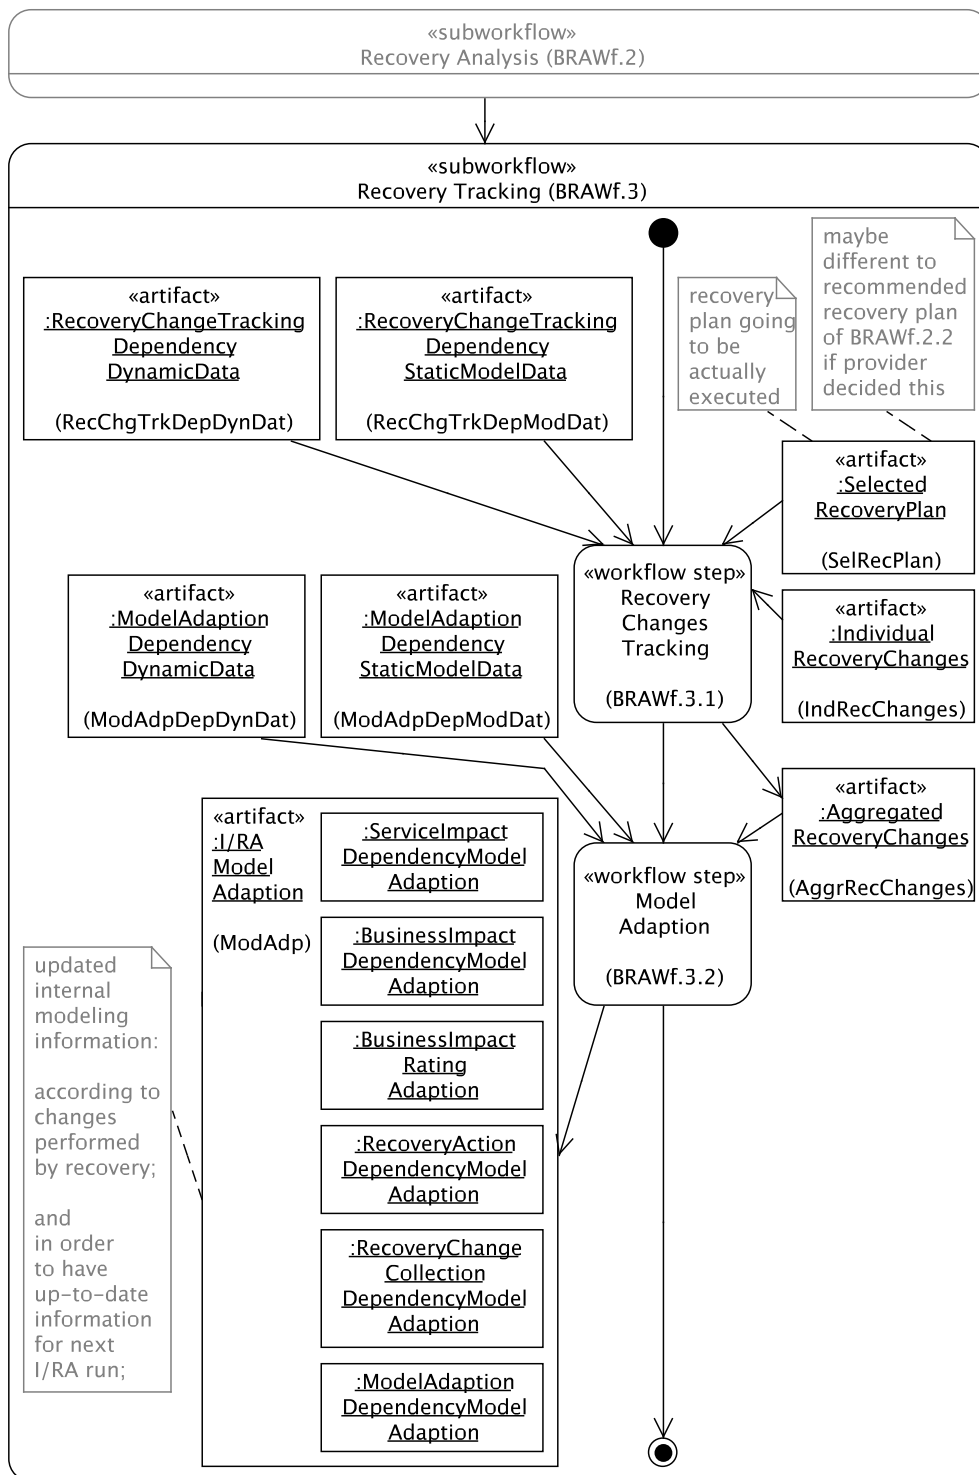 «subworkflow»
Recovery Analysis (BRAWf.2)
«subworkflow»
Recovery Tracking (BRAWf.3)
maybe
different to
recommended
recovery plan
of BRAWf.2.2
if provider
decided this
recovery
plan going
to be
actually
executed
«artifact»
:RecoveryChangeTracking
Dependency
DynamicData
(RecChgTrkDepDynDat)
«artifact»
:RecoveryChangeTracking
Dependency
StaticModelData
(RecChgTrkDepModDat)
«artifact»
:Selected
RecoveryPlan
(SelRecPlan)
«workflow step»
Recovery
Changes
Tracking
(BRAWf.3.1)
«artifact»
:ModelAdaption
Dependency
DynamicData
(ModAdpDepDynDat)
«artifact»
:ModelAdaption
Dependency
StaticModelData
(ModAdpDepModDat)
«artifact»
:Individual
RecoveryChanges
(IndRecChanges)
«artifact»
:Aggregated
RecoveryChanges
(AggrRecChanges)
«workflow step»
Model
Adaption
(BRAWf.3.2)
«artifact»
:I/RA
Model
Adaption
(ModAdp)
:ServiceImpact
DependencyModel
Adaption
:BusinessImpact
DependencyModel
Adaption
:BusinessImpact
Rating
Adaption
:RecoveryAction
DependencyModel
Adaption
:RecoveryChange
Collection
DependencyModel
Adaption
:ModelAdaption
DependencyModel
Adaption
updated
internal
modeling
information:
according to
changes
performed
by recovery;
and
in order
to have
up-to-date
information
for next
I/RA run;